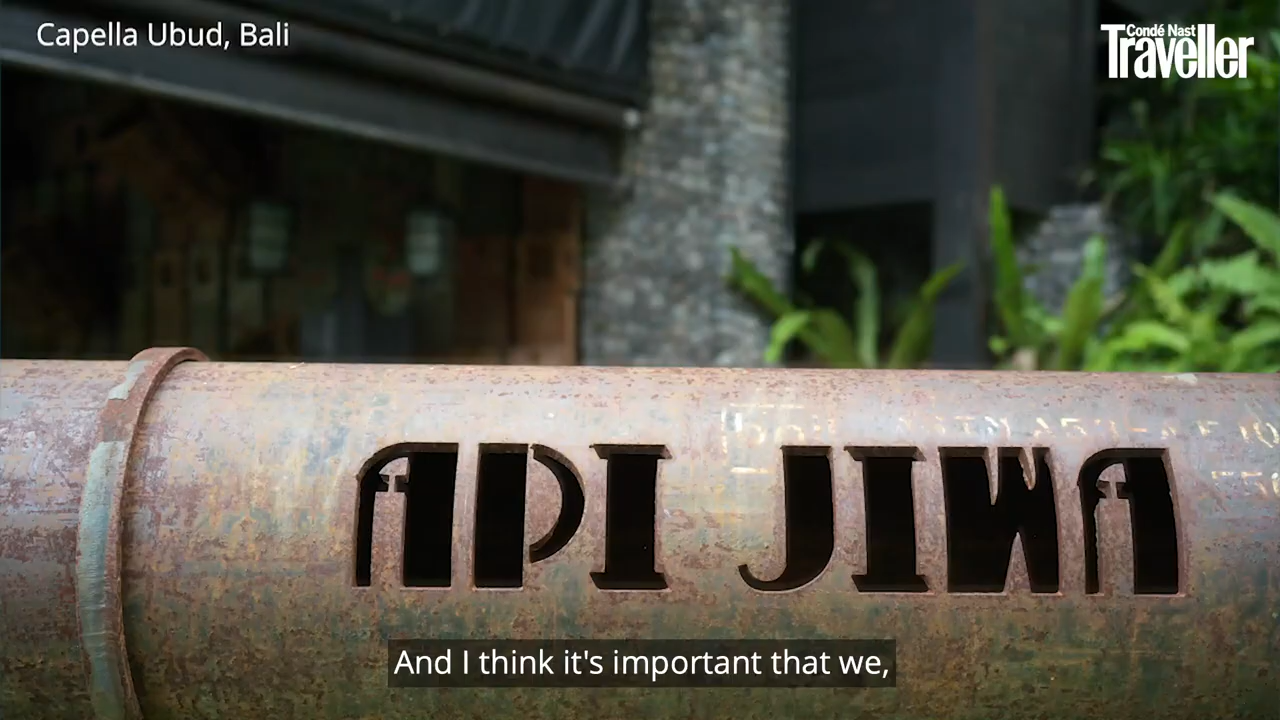 Capella Ubud, Bali
Condé Nast
Traveller
API JIWA
And I think it's important that we,